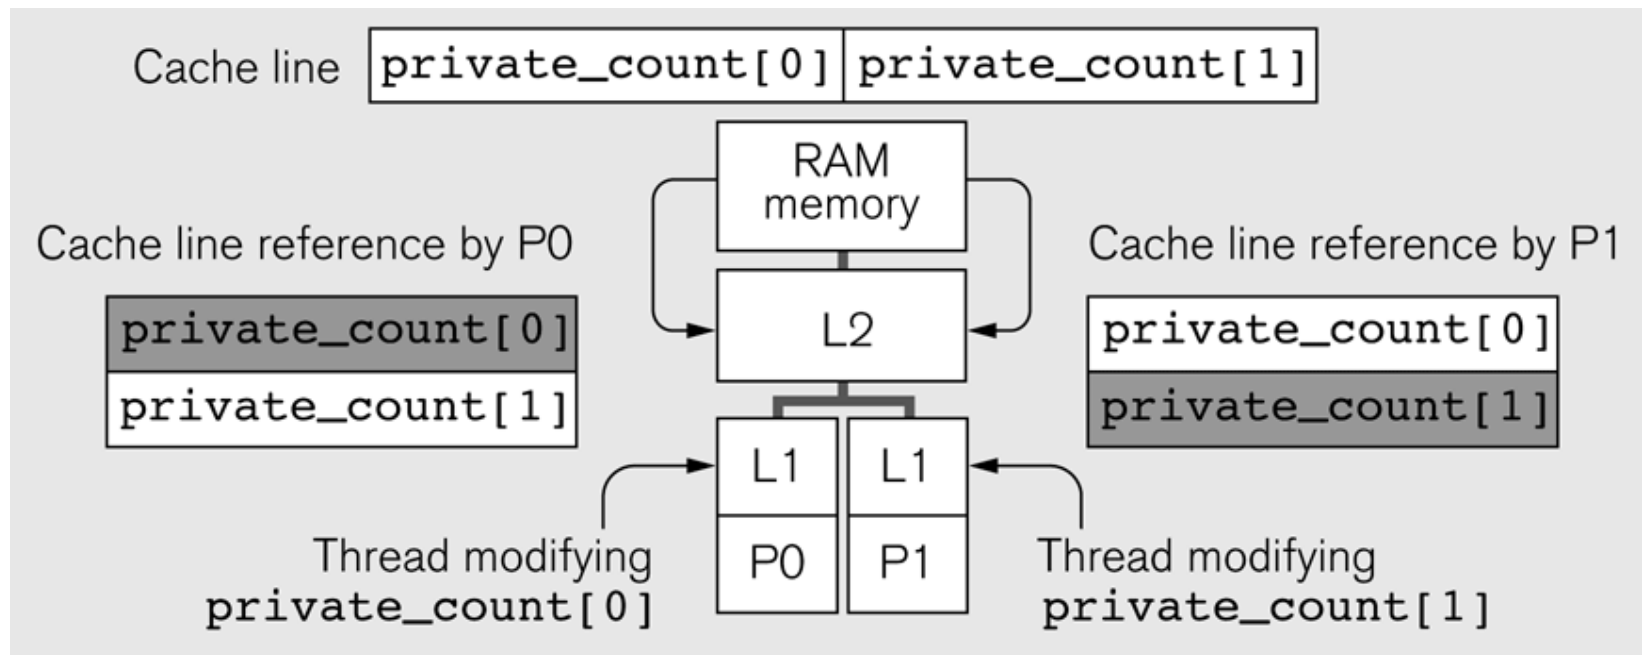 Cache line
private_count[0] private_count[1]
RAM
memory
Cache line reference by P0
private_count[0]
private_count[1]
L2
Cache line reference by P1
private_count[0]
private_count[1]
L1 L1
P0 P1
Thread modifying
private_count[0]
Thread modifying
private_count[1]